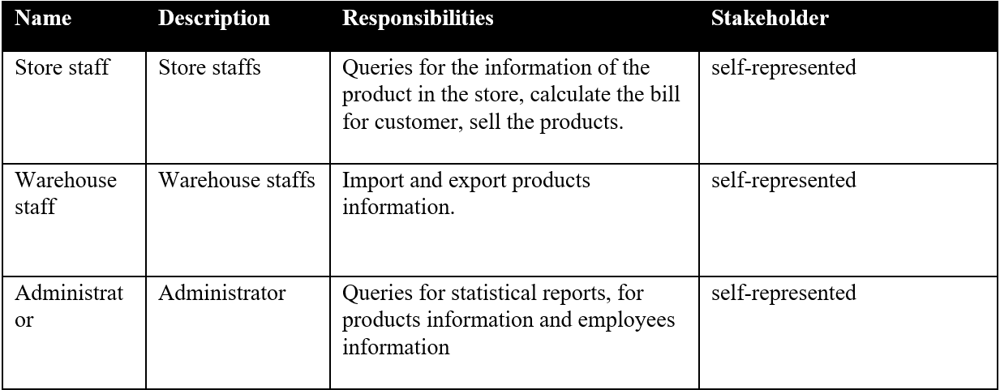 Name Description Responsibilities Stakeholder
Store staff Store staffs Queries for the information of the self-represented
product in the store, calculate the bill
for customer, sell the products.
Warehouse Warehouse staffs Import and export products self-represented
staff information.
Administrat Administrator Queries for statistical reports, for self-represented
or products information and employees
information